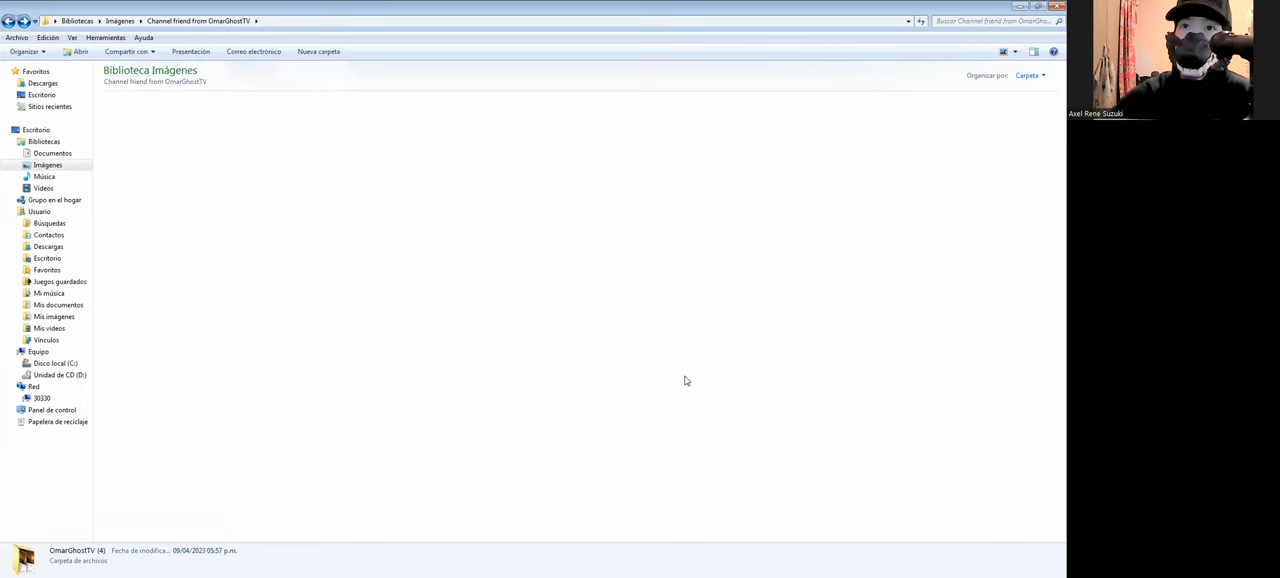 Bibliotecas Imágenes Channel friend from OmarGhostTV
Buscar Channel friend from OmarGho...
Archivo Edición Ver Herramientas Ayuda
Organizar Abrir Compartir con Presentación Correo electrónico Nueva carpeta
Biblioteca Imágenes
Channel friend from OmarGhostTV
Organizar por: Carpeta
Favoritos
Descargas
Escritorio
Sitios recientes
Escritorio
Bibliotecas
Documentos
Imágenes
Música
Vídeos
Grupo en el hogar
Usuario
Búsquedas
Contactos
Descargas
Escritorio
Favoritos
Juegos guardados
Mi música
Mis documentos
Mis imágenes
Mis vídeos
Vínculos
Equipo
Disco local (C:)
Unidad de CD (D:)
Red
30330
Panel de control
Papelera de reciclaje
OmarGhostTV (4) Fecha de modifica... 09/04/2023 05:57 p.m.
Carpeta de archivos
Axel Rene Suzuki